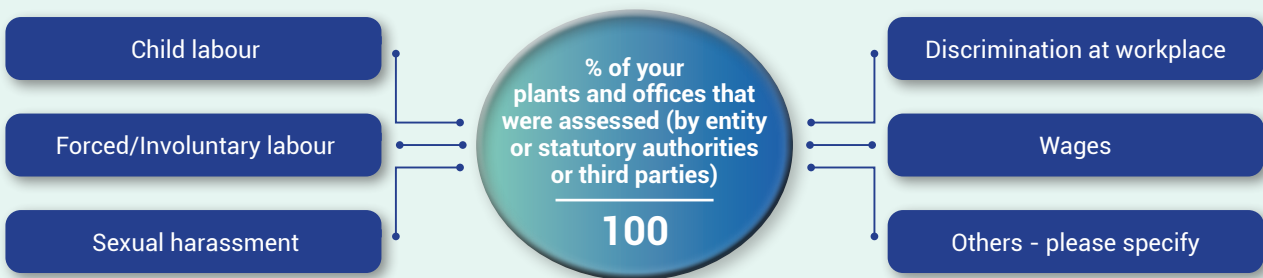 Child labour
Forced/Involuntary labour
Sexual harassment
% of your
plants and offices that
were assessed (by entity
or statutory authorities
or third parties)
100
Discrimination at workplace
Wages
Others - please specify